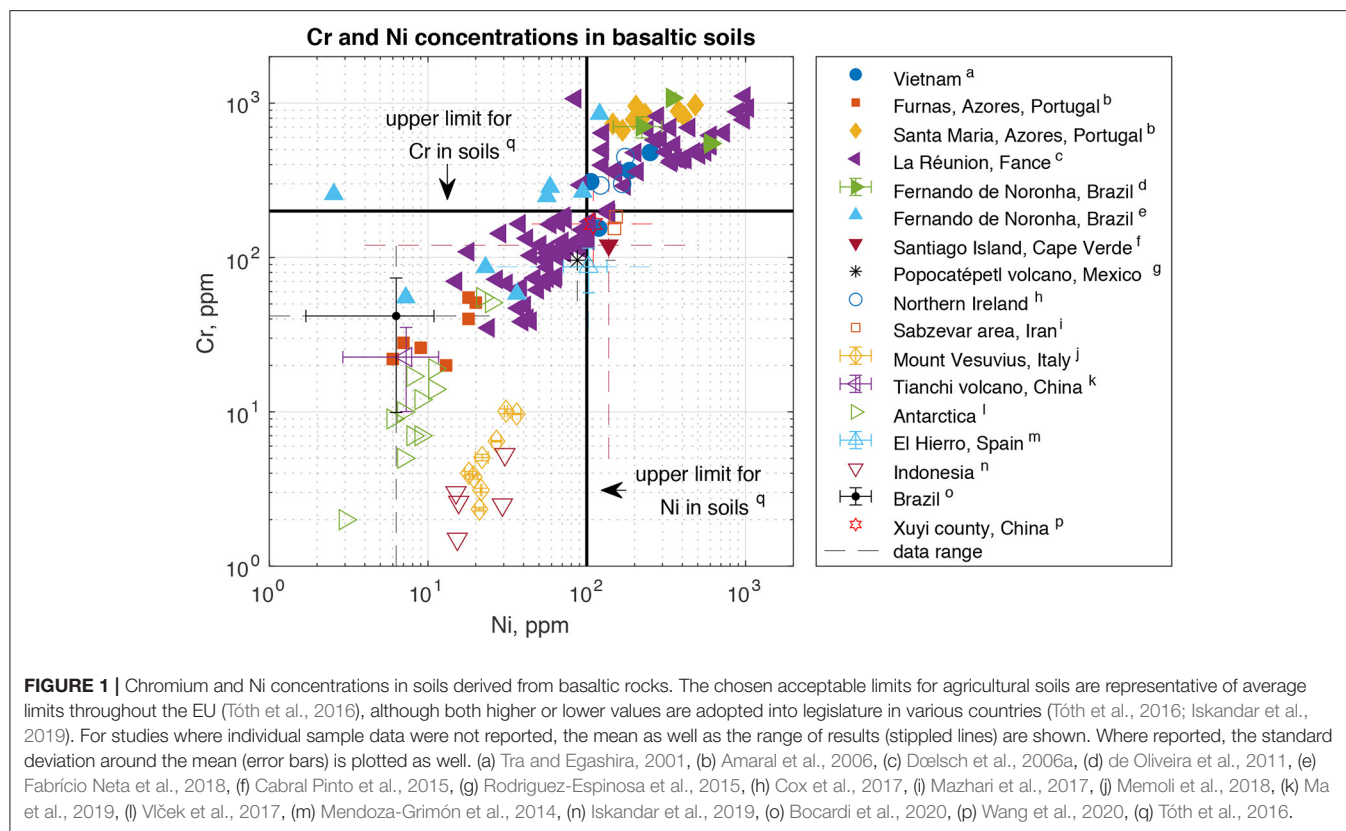 Cr and Ni concentrations in basaltic soils
Cr, ppm
10^3
10^2
10^1
10^0
upper limit for
Cr in soils ^q
upper limit for
Ni in soils ^q
10^0
10^1
10^2
10^3
Ni, ppm
Vietnam ^a
Furnas, Azores, Portugal ^b
Santa Maria, Azores, Portugal ^b
La Réunion, Fance ^c
Fernando de Noronha, Brazil ^d
Fernando de Noronha, Brazil ^e
Santiago Island, Cape Verde ^f
Popocatépetl volcano, Mexico ^g
Northern Ireland ^h
Sabzevar area, Iran ^i
Mount Vesuvius, Italy ^j
Tianchi volcano, China ^k
Antarctica ^l
El Hierro, Spain ^m
Indonesia ^n
Brazil ^o
Xuyi county, China ^p
data range
FIGURE 1 | Chromium and Ni concentrations in soils derived from basaltic rocks. The chosen acceptable limits for agricultural soils are representative of average
limits throughout the EU (Tóth et al., 2016), although both higher or lower values are adopted into legislature in various countries (Tóth et al., 2016; Iskandar et al.,
2019). For studies where individual sample data were not reported, the mean as well as the range of results (stippled lines) are shown. Where reported, the standard
deviation around the mean (error bars) is plotted as well. (a) Tra and Egashira, 2001, (b) Amaral et al., 2006, (c) Dœlsch et al., 2006a, (d) de Oliveira et al., 2011, (e)
Fabrício Neta et al., 2018, (f) Cabral Pinto et al., 2015, (g) Rodriguez-Espinosa et al., 2015, (h) Cox et al., 2017, (i) Mazhari et al., 2017, (j) Memoli et al., 2018, (k) Ma
et al., 2019, (l) Vlček et al., 2017, (m) Mendoza-Grimón et al., 2014, (n) Iskandar et al., 2019, (o) Bocardi et al., 2020, (p) Wang et al., 2020, (q) Tóth et al., 2016.